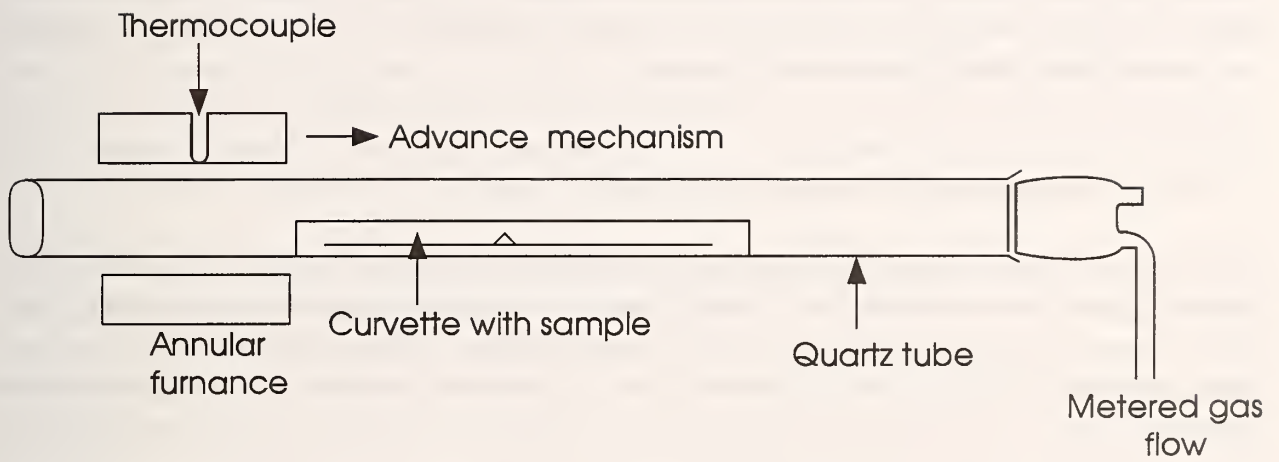 Thermocouple
Advance mechanism
Curvette with sample
Annular
furnance
Quartz tube
Metered gas
flow